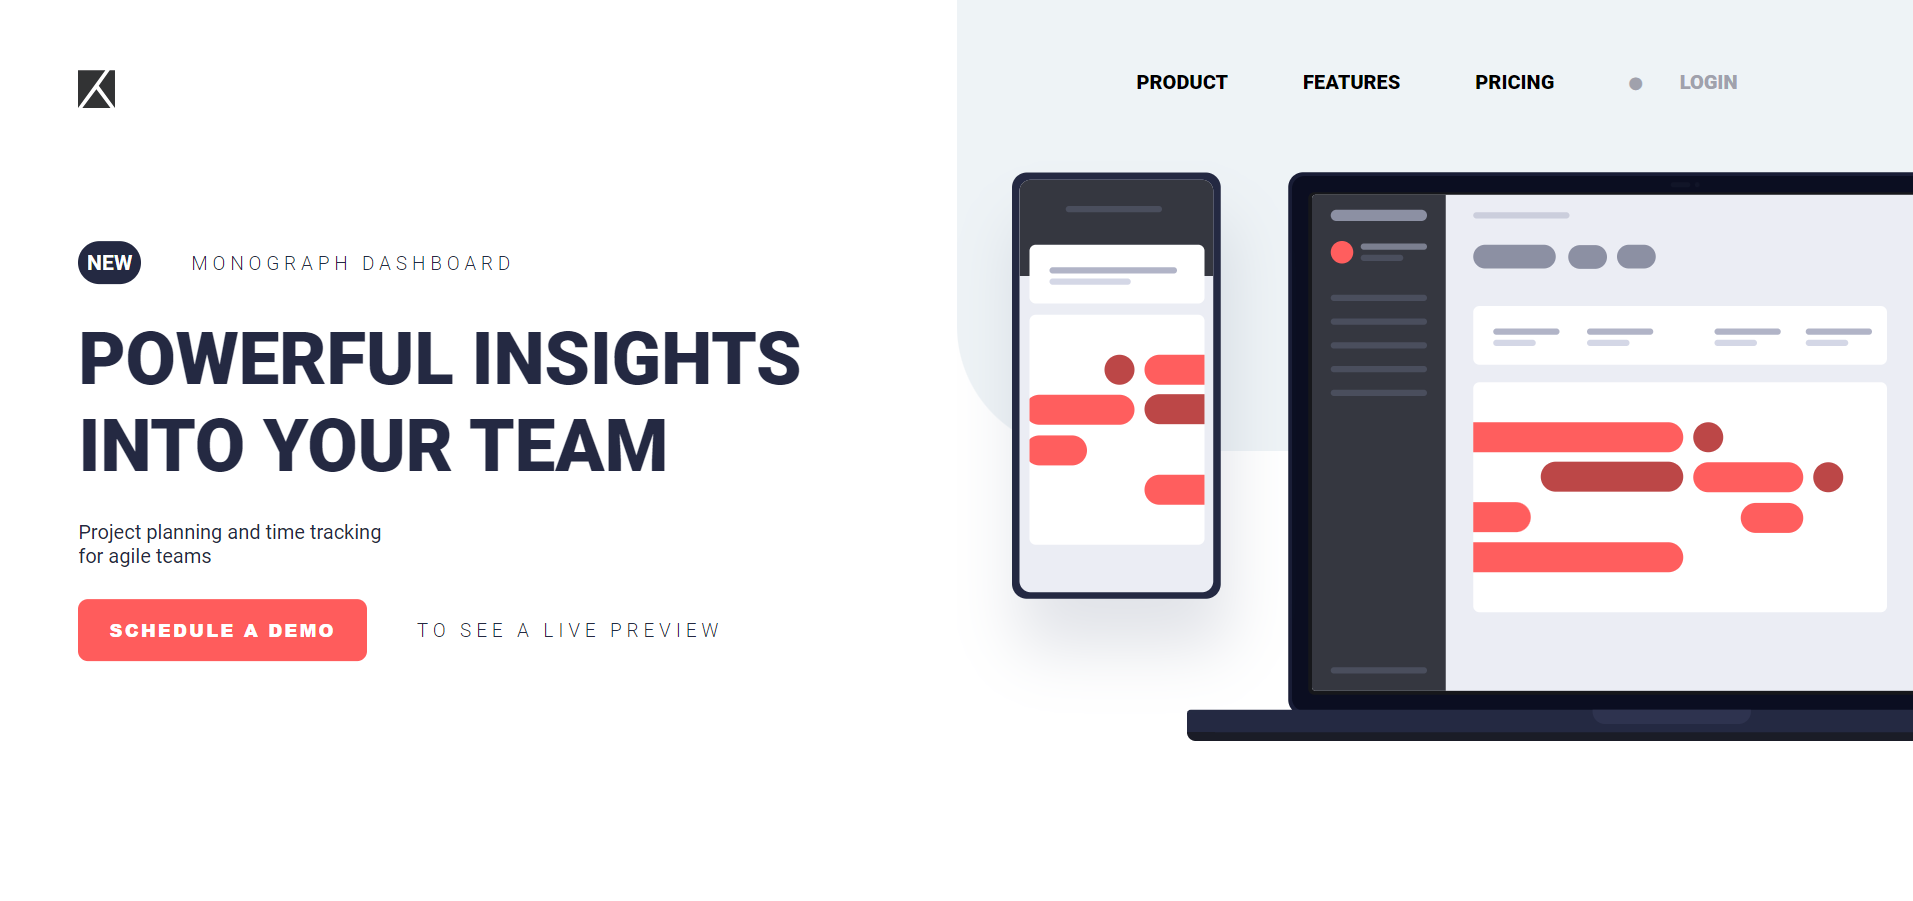 PRODUCT FEATURES PRICING LOGIN
NEW MONOGRAPH DASHBOARD
POWERFUL INSIGHTS
INTO YOUR TEAM
Project planning and time tracking
for agile teams
SCHEDULE A DEMO TO SEE A LIVE PREVIEW